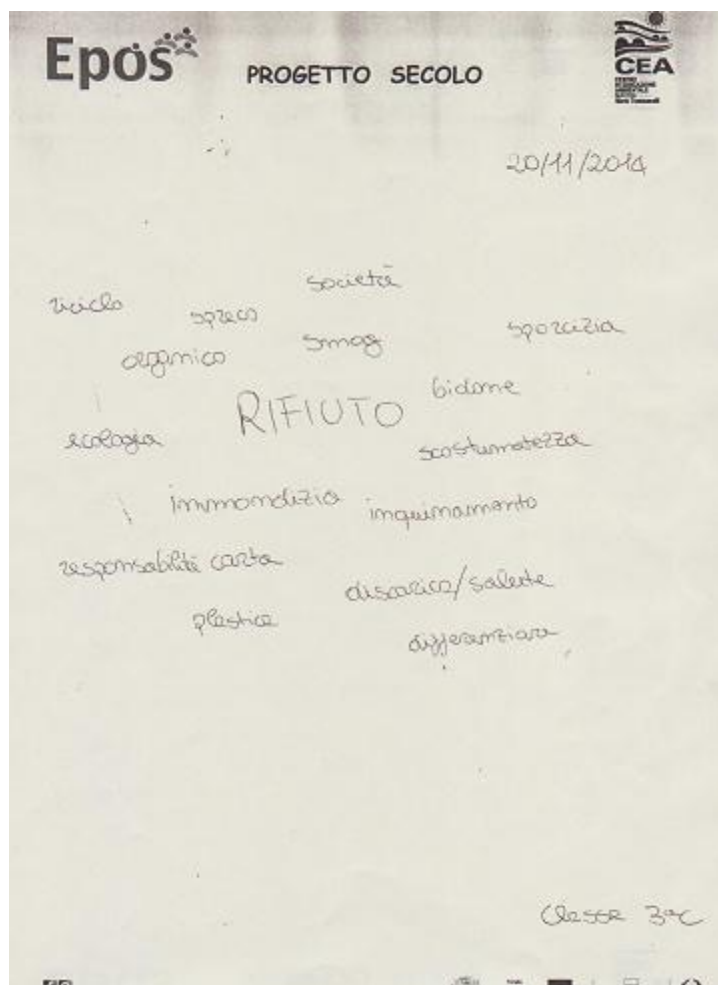 Epos
PROGETTO SECOLO
CEA
20/11/2014
società
riciclo
spreco
sporcizia
organico
smog
bidone
RIFIUTO
ecologia
scostumatezza
immondizia
inquinamento
responsabilità carta
discarica/salute
plastica
differenziare
Classe 3ªC